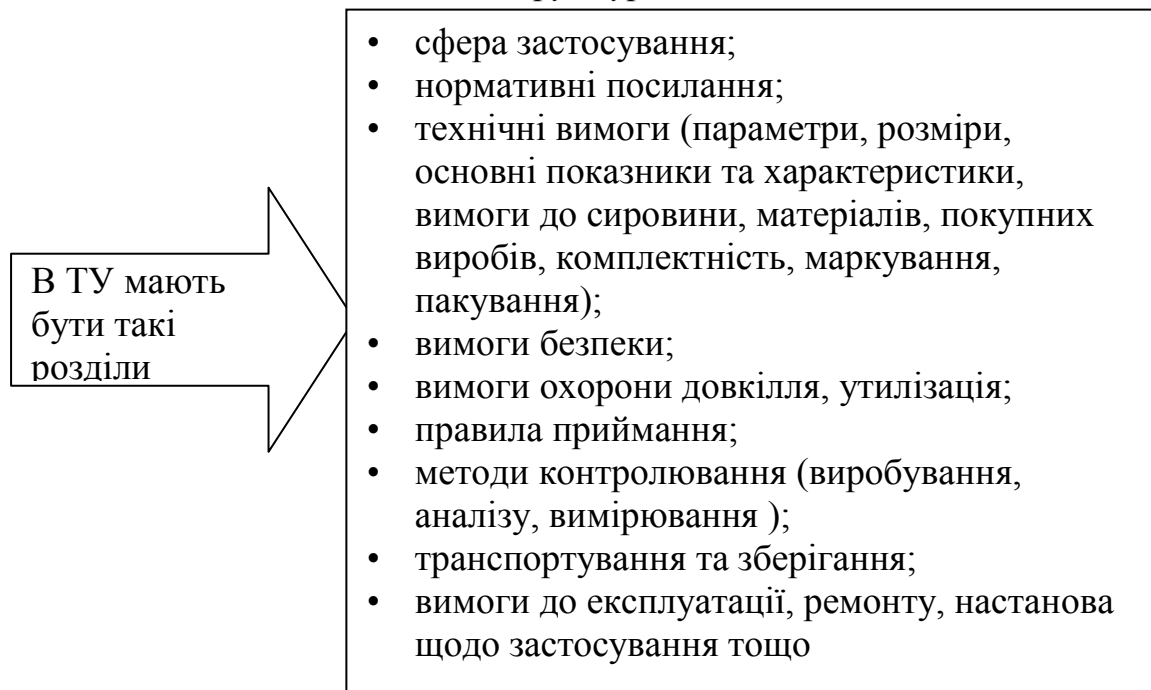 В ТУ мають
бути такі
розділи
• сфера застосування;
• нормативні посилання;
• технічні вимоги (параметри, розміри,
основні показники та характеристики,
вимоги до сировини, матеріалів, покупних
виробів, комплектність, маркування,
пакування);
• вимоги безпеки;
• вимоги охорони довкілля, утилізація;
• правила приймання;
• методи контролювання (виробування,
аналізу, вимірювання );
• транспортування та зберігання;
• вимоги до експлуатації, ремонту, настанова
щодо застосування тощо